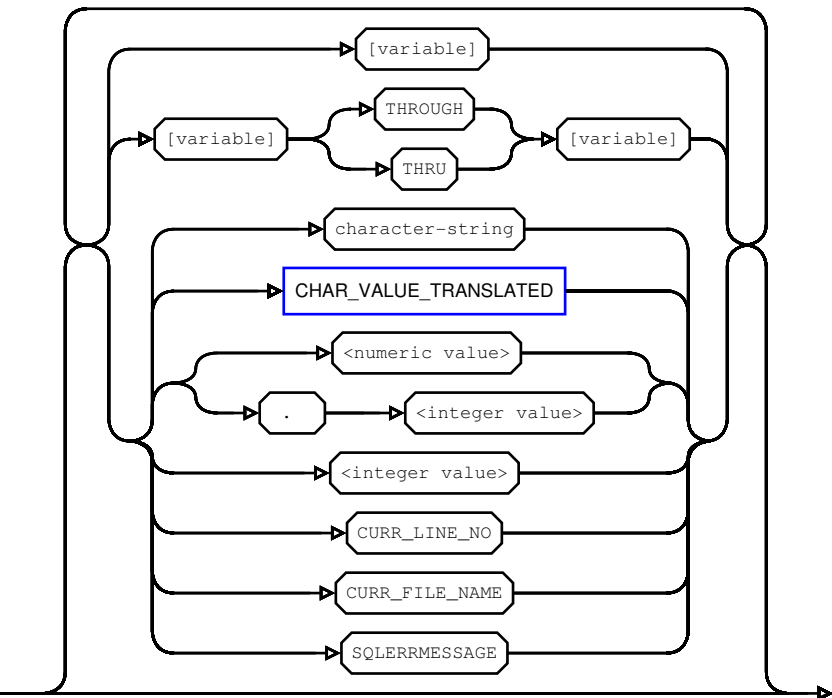 [variable]
THROUGH
[variable]
[variable]
THRU
character-string
CHAR_VALUE_TRANSLATED
<numeric value>
. <integer value>
<integer value>
CURR_LINE_NO
CURR_FILE_NAME
SQLERRMESSAGE